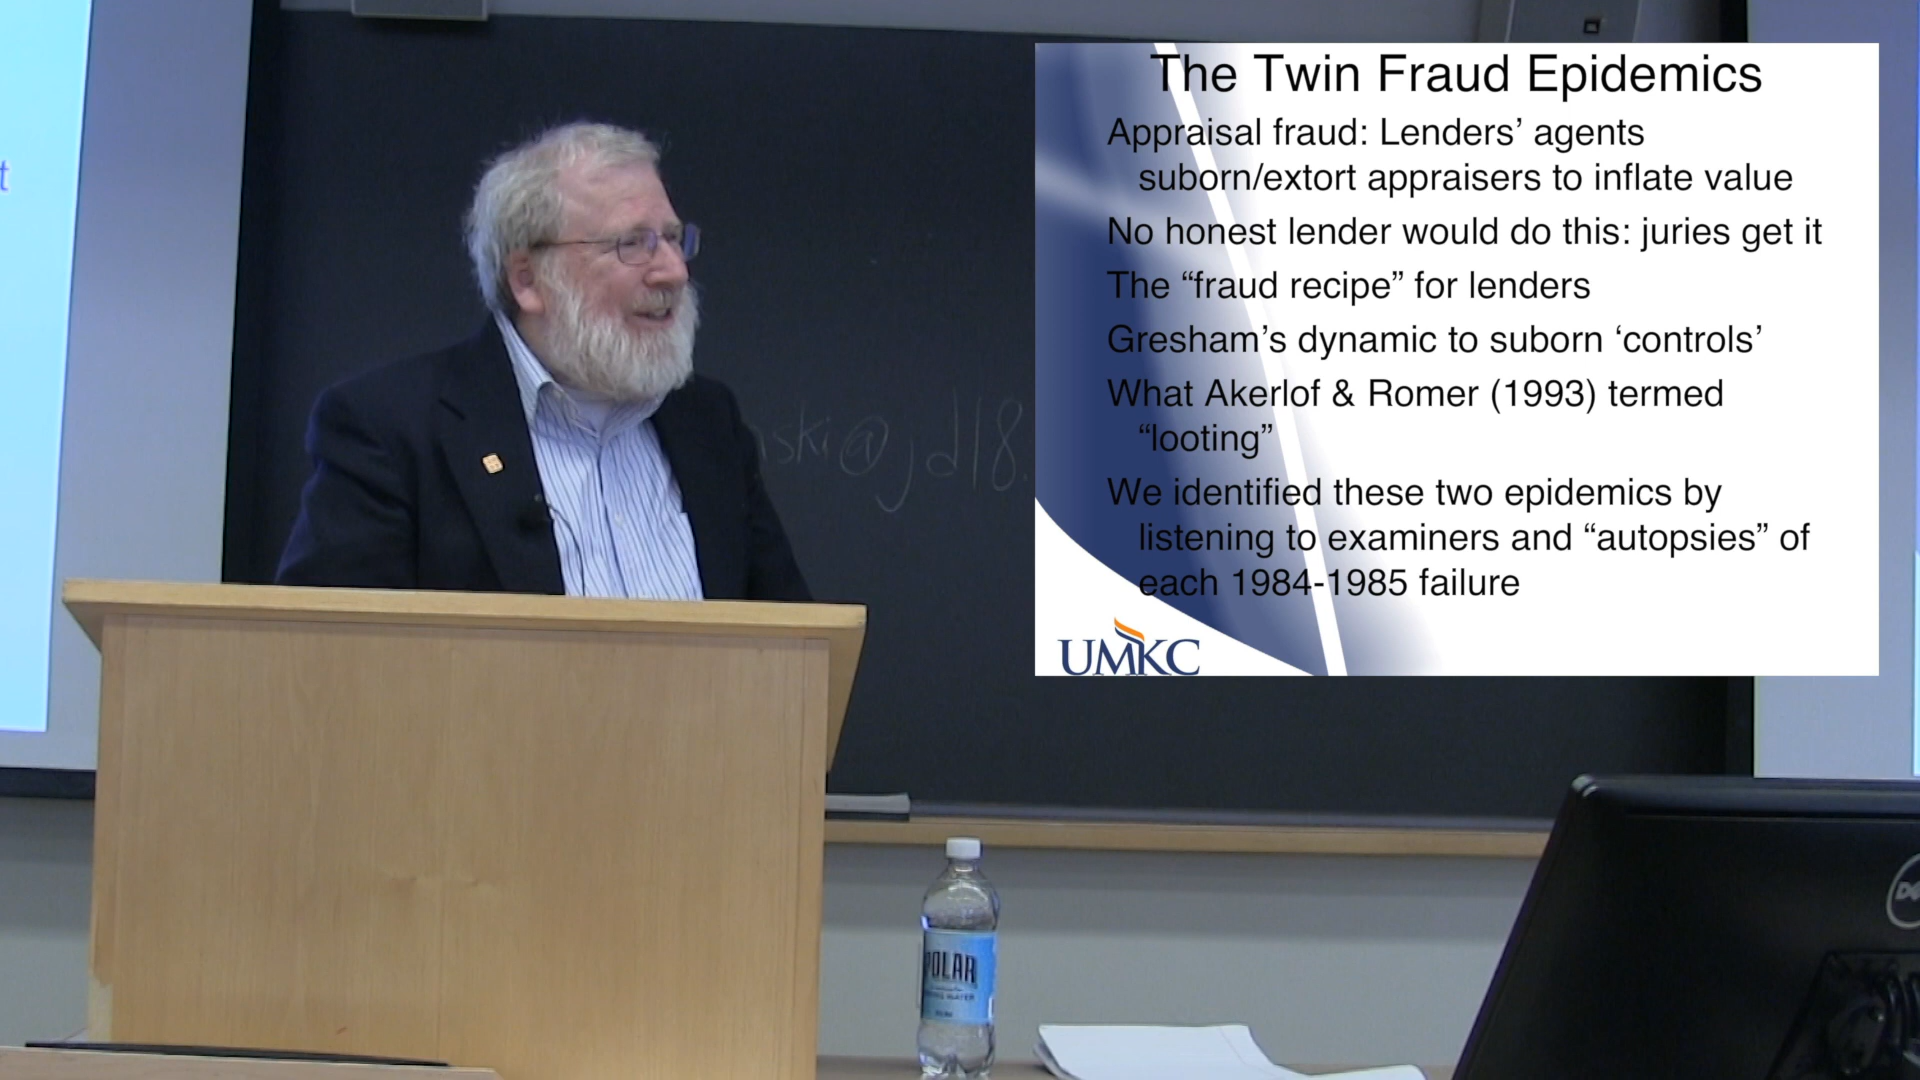 The Twin Fraud Epidemics
Appraisal fraud: Lenders’ agents
suborn/extort appraisers to inflate value
No honest lender would do this: juries get it
The “fraud recipe” for lenders
Gresham’s dynamic to suborn ‘controls’
What Akerlof & Romer (1993) termed
“looting”
We identified these two epidemics by
listening to examiners and “autopsies” of
each 1984-1985 failure
UMKC
t
ski@jd18.
POLAR
WATER